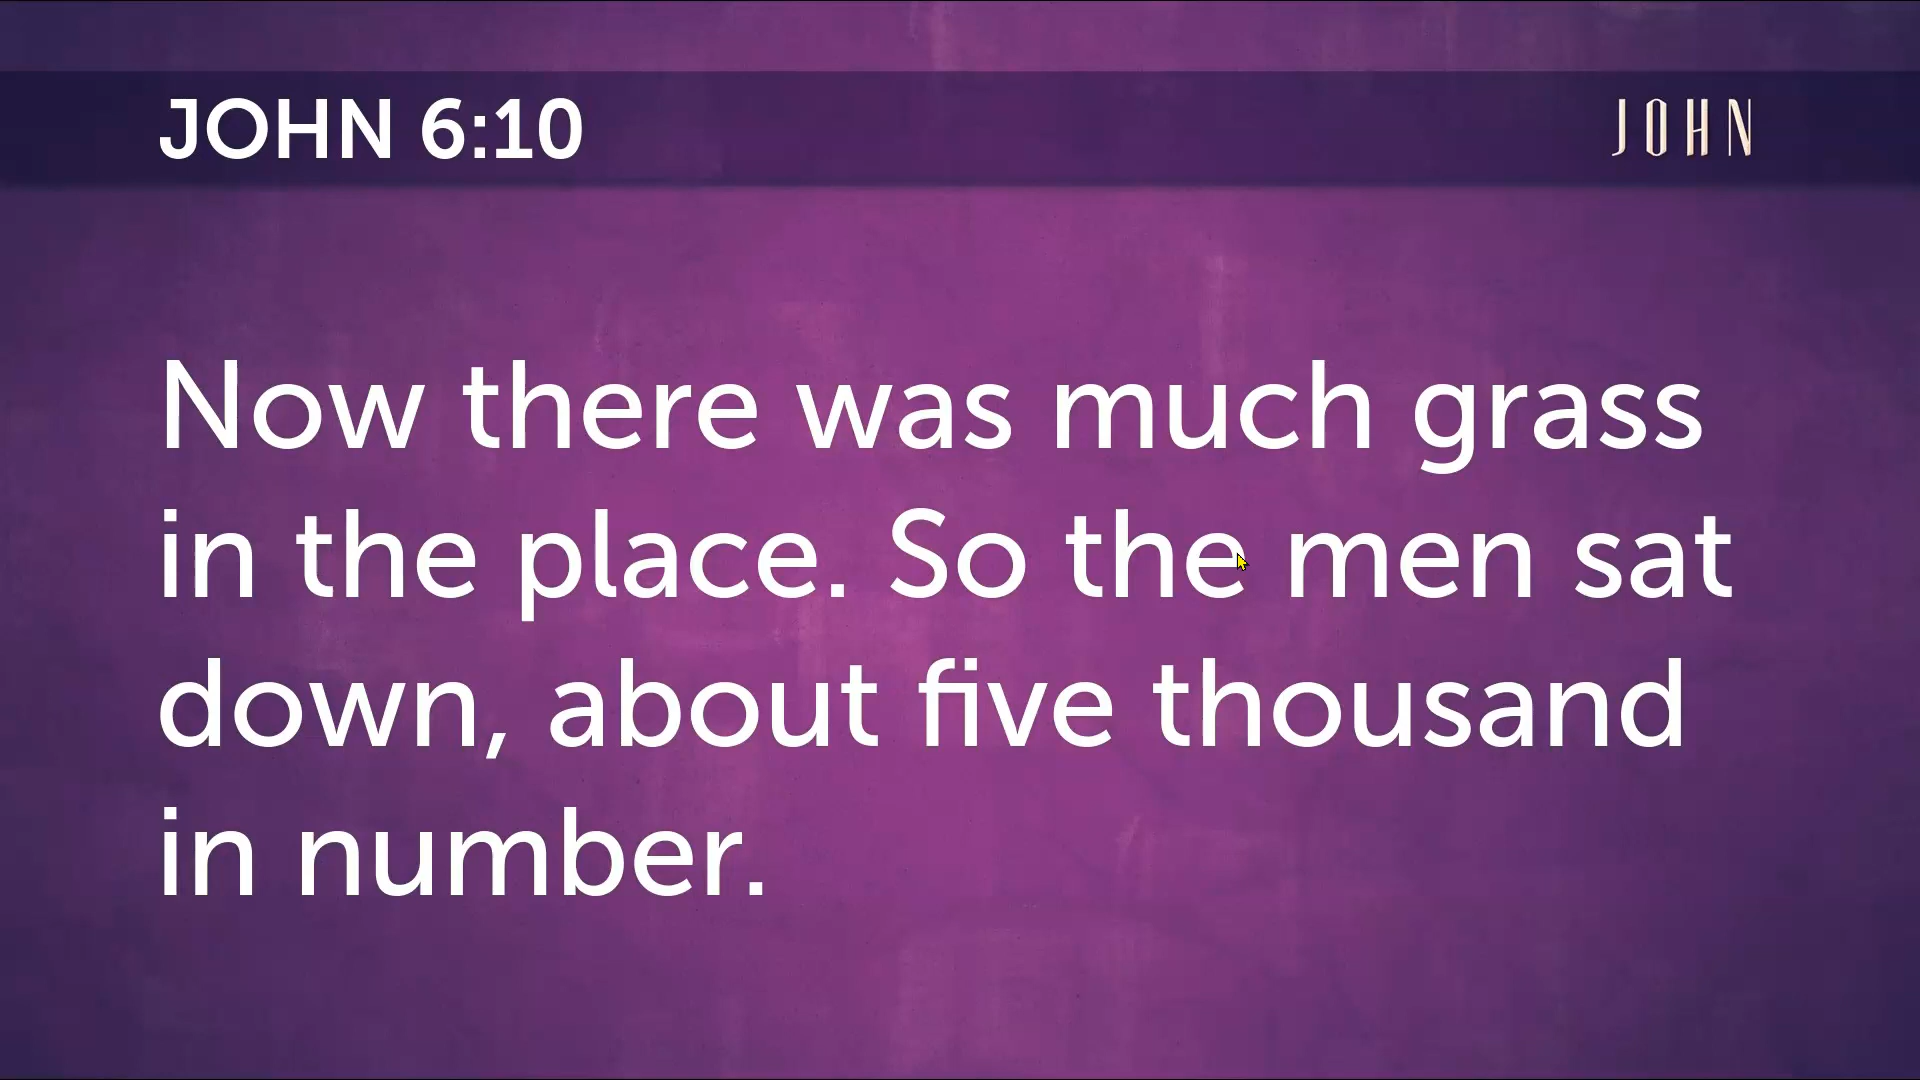 JOHN 6:10
JOHN
Now there was much grass
in the place. So the men sat
down, about five thousand
in number.